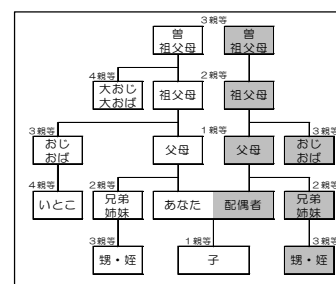 3親等
曽
祖父母
曽
祖父母
4親等
大おじ
大おば
祖父母
2親等
祖父母
3親等
おじ
おば
父母
1親等
父母
3親等
おじ
おば
4親等
いとこ
2親等
兄弟
姉妹
あなた
配偶者
2親等
兄弟
姉妹
3親等
甥・姪
1親等
子
3親等
甥・姪